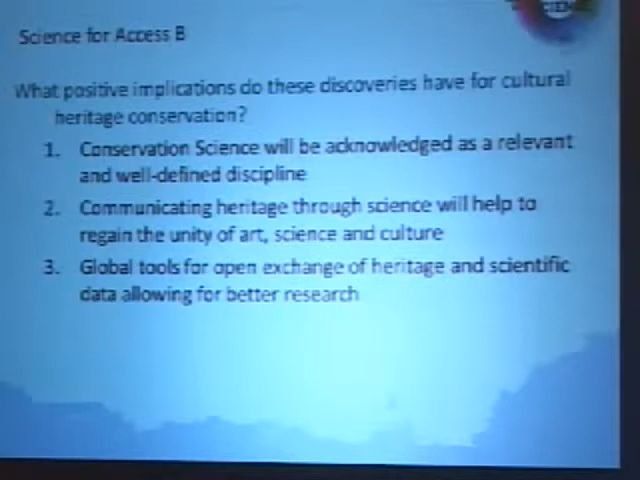 Science for Access B
What positive implications do these discoveries have for cultural
heritage conservation?
1. Conservation Science will be acknowledged as a relevant
and well-defined discipline
2. Communicating heritage through science will help to
regain the unity of art, science and culture
3. Global tools for open exchange of heritage and scientific
data allowing for better research